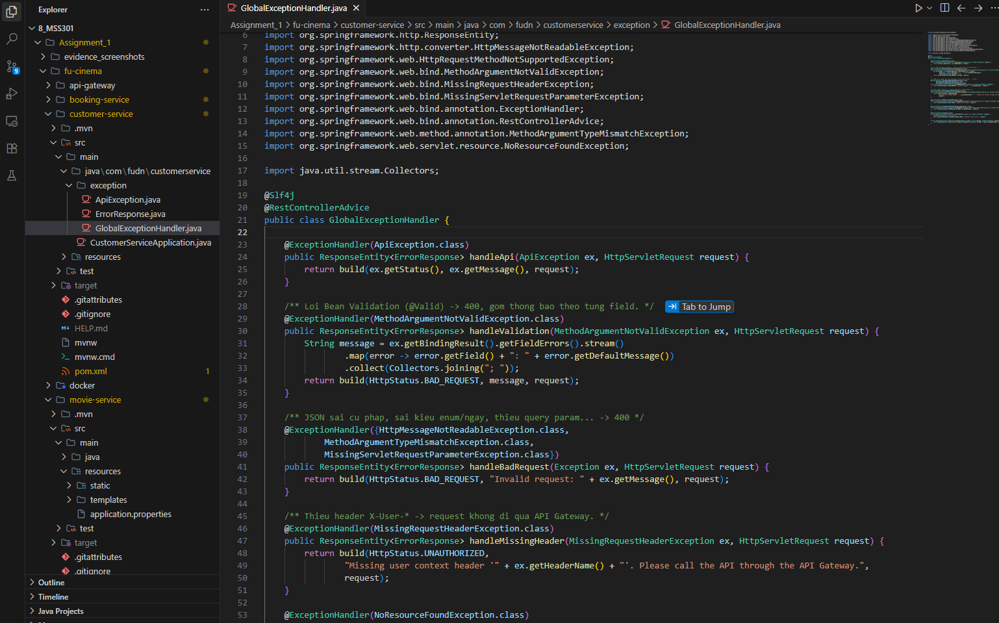 Explorer
8_MSS301
Assignment_1
evidence_screenshots
fu-cinema
api-gateway
booking-service
customer-service
.mvn
src
main
java\com\fudn\customerservice
exception
ApiException.java
ErrorResponse.java
GlobalExceptionHandler.java
CustomerServiceApplication.java
resources
test
target
.gitattributes
.gitignore
HELP.md
mvnw
mvnw.cmd
pom.xml 1
docker
movie-service
.mvn
src
main
java
resources
static
templates
application.properties
test
target
.gitattributes
.gitignore
Outline
Timeline
Java Projects
9
GlobalExceptionHandler.java
Assignment_1 > fu-cinema > customer-service > src > main > java > com > fudn > customerservice > exception > GlobalExceptionHandler.java
6 import org.springframework.http.ResponseEntity;
7 import org.springframework.http.converter.HttpMessageNotReadableException;
8 import org.springframework.web.HttpRequestMethodNotSupportedException;
9 import org.springframework.web.bind.MethodArgumentNotValidException;
10 import org.springframework.web.bind.MissingRequestHeaderException;
11 import org.springframework.web.bind.MissingServletRequestParameterException;
12 import org.springframework.web.bind.annotation.ExceptionHandler;
13 import org.springframework.web.bind.annotation.RestControllerAdvice;
14 import org.springframework.web.method.annotation.MethodArgumentTypeMismatchException;
15 import org.springframework.web.servlet.resource.NoResourceFoundException;
16
17 import java.util.stream.Collectors;
18
19 @Slf4j
20 @RestControllerAdvice
21 public class GlobalExceptionHandler {
22
23 @ExceptionHandler(ApiException.class)
24 public ResponseEntity<ErrorResponse> handleApi(ApiException ex, HttpServletRequest request) {
25 return build(ex.getStatus(), ex.getMessage(), request);
26 }
27
28 /** Loi Bean Validation (@Valid) -> 400, gom thong bao theo tung field. */ Tab to Jump
29 @ExceptionHandler(MethodArgumentNotValidException.class)
30 public ResponseEntity<ErrorResponse> handleValidation(MethodArgumentNotValidException ex, HttpServletRequest request) {
31 String message = ex.getBindingResult().getFieldErrors().stream()
32 .map(error -> error.getField() + ": " + error.getDefaultMessage())
33 .collect(Collectors.joining("; "));
34 return build(HttpStatus.BAD_REQUEST, message, request);
35 }
36
37 /** JSON sai cu phap, sai kieu enum/ngay, thieu query param... -> 400 */
38 @ExceptionHandler({HttpMessageNotReadableException.class,
39 MethodArgumentTypeMismatchException.class,
40 MissingServletRequestParameterException.class})
41 public ResponseEntity<ErrorResponse> handleBadRequest(Exception ex, HttpServletRequest request) {
42 return build(HttpStatus.BAD_REQUEST, "Invalid request: " + ex.getMessage(), request);
43 }
44
45 /** Thieu header X-User-* -> request khong di qua API Gateway. */
46 @ExceptionHandler(MissingRequestHeaderException.class)
47 public ResponseEntity<ErrorResponse> handleMissingHeader(MissingRequestHeaderException ex, HttpServletRequest request) {
48 return build(HttpStatus.UNAUTHORIZED,
49 "Missing user context header '" + ex.getHeaderName() + "'. Please call the API through the API Gateway.",
50 request);
51 }
52
53 @ExceptionHandler(NoResourceFoundException.class)